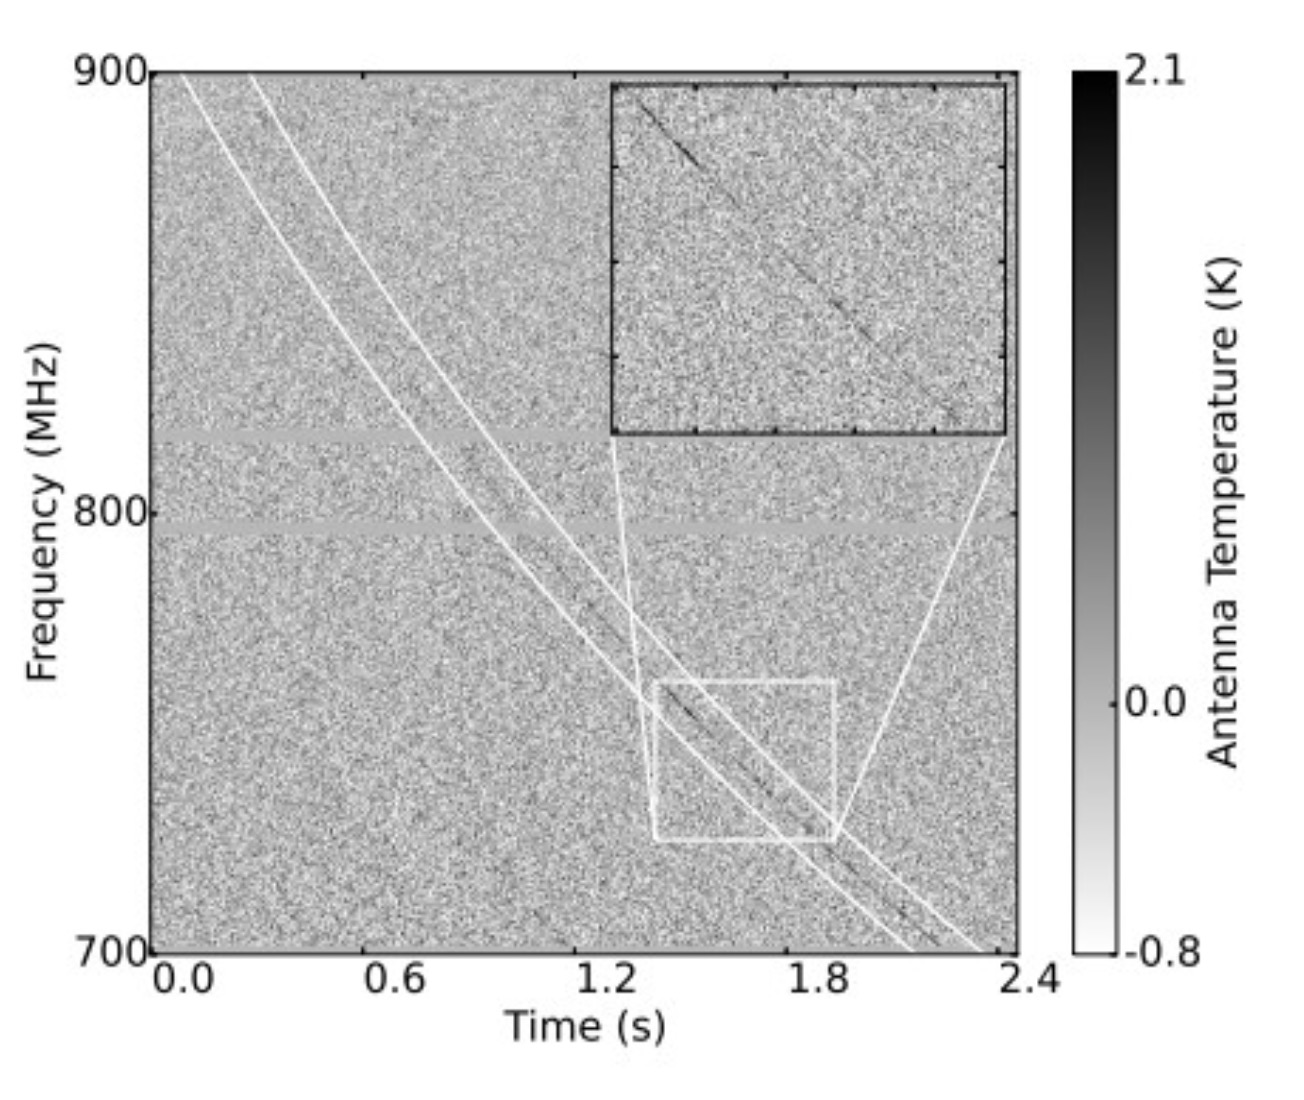 900
800
700
Frequency (MHz)
0.0 0.6 1.2 1.8 2.4
Time (s)
2.1
0.0
-0.8
Antenna Temperature (K)